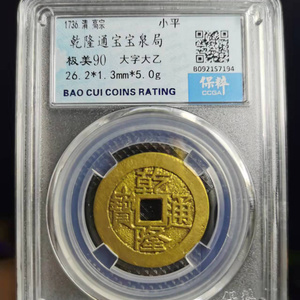 1736 清 高宗 小平
乾隆通宝宝泉局
极美90 大字大乙
26.2*1.3mm*5.0g
BAO CUI COINS RATING
8092157194
保粹
CCGA
乾
寶 通
隆